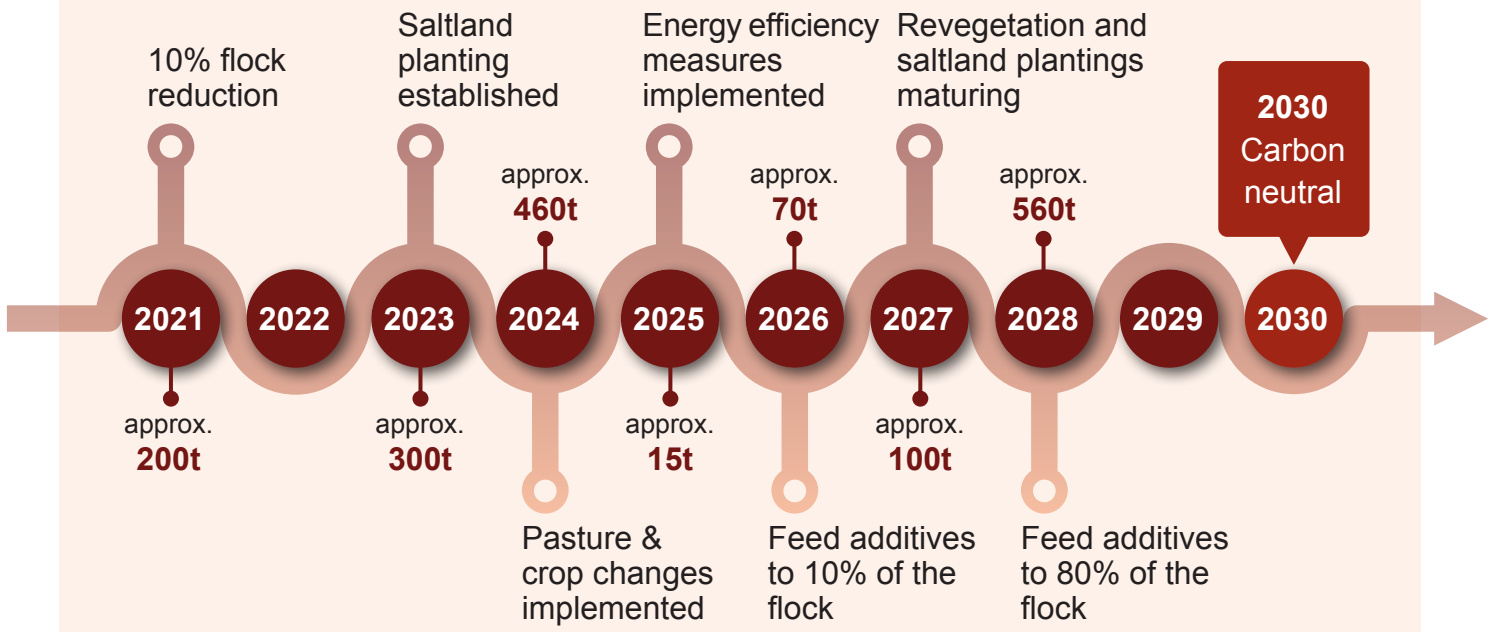 10% flock
reduction
Saltland
planting
established
Energy efficiency
measures
implemented
Revegetation and
saltland plantings
maturing
2030
Carbon
neutral
approx.
460t
approx.
70t
approx.
560t
2021
2022
2023
2024
2025
2026
2027
2028
2029
2030
approx.
200t
approx.
300t
approx.
15t
approx.
100t
Pasture &
crop changes
implemented
Feed additives
to 10% of the
flock
Feed additives
to 80% of the
flock